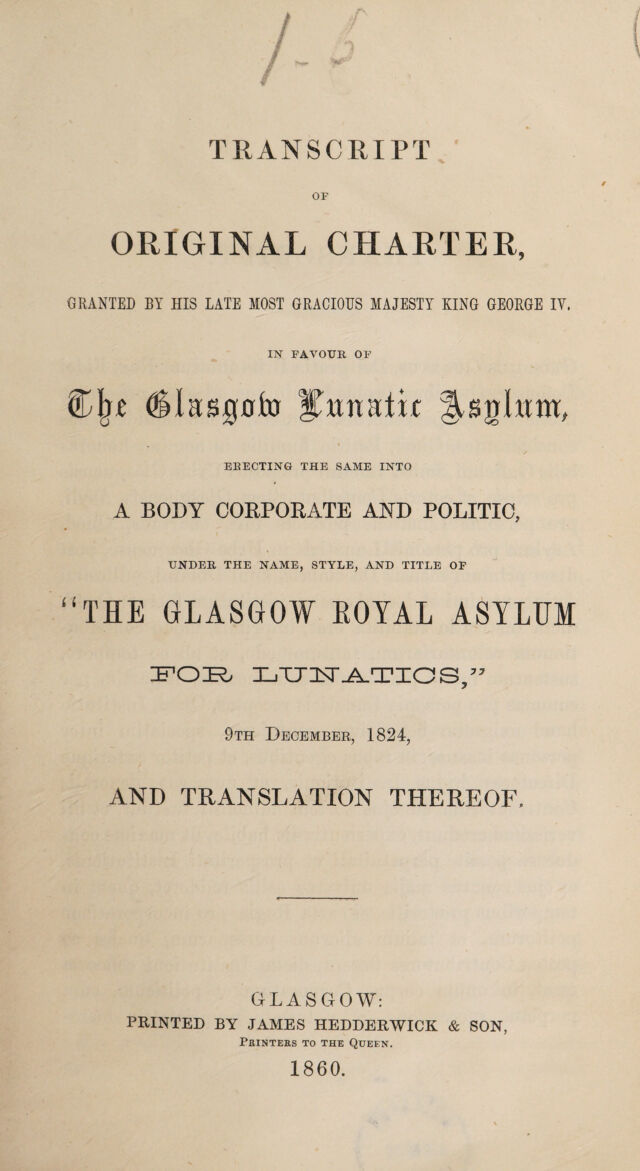 1-6
TRANSCRIPT
OF
ORIGINAL CHARTER,
GRANTED BY HIS LATE MOST GRACIOUS MAJESTY KING GEORGE IV.
IN FAVOUR OF
The Glasgow Lunatic Asylum,
ERECTING THE SAME INTO
A BODY CORPORATE AND POLITIC,
UNDER THE NAME, STYLE, AND TITLE OF
"THE GLASGOW ROYAL ASYLUM
FOR LUNATICS,"
9TH DECEMBER, 1824,
AND TRANSLATION THEREOF.
GLASGOW:
PRINTED BY JAMES HEDDERWICK & SON,
PRINTERS TO THE QUEEN.
1860.